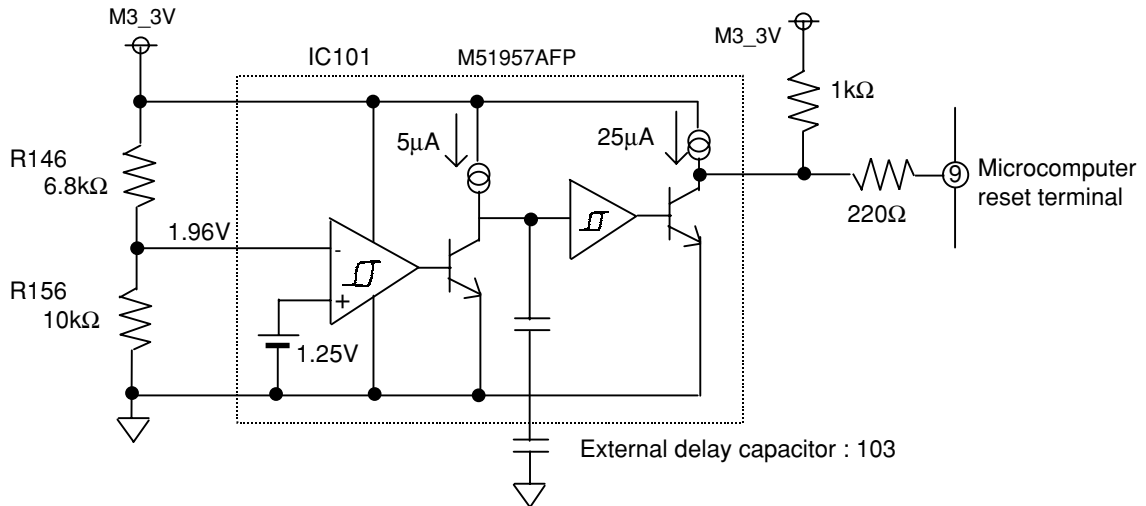 M3_3V
IC101
M51957AFP
M3_3V
1kΩ
R146
6.8kΩ
5μA
25μA
9
Microcomputer
reset terminal
220Ω
1.96V
-
R156
10kΩ
+
1.25V
External delay capacitor : 103